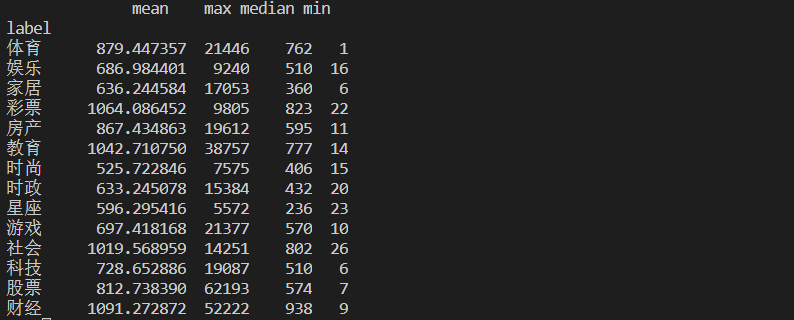 mean max median min
label
体育 879.447357 21446 762 1
娱乐 686.984401 9240 510 16
家居 636.244584 17053 360 6
彩票 1064.086452 9805 823 22
房产 867.434863 19612 595 11
教育 1042.710750 38757 777 14
时尚 525.722846 7575 406 15
时政 633.245078 15384 432 20
星座 596.295416 5572 236 23
游戏 697.418168 21377 570 10
社会 1019.568959 14251 802 26
科技 728.652886 19087 510 6
股票 812.738390 62193 574 7
财经 1091.272872 52222 938 9